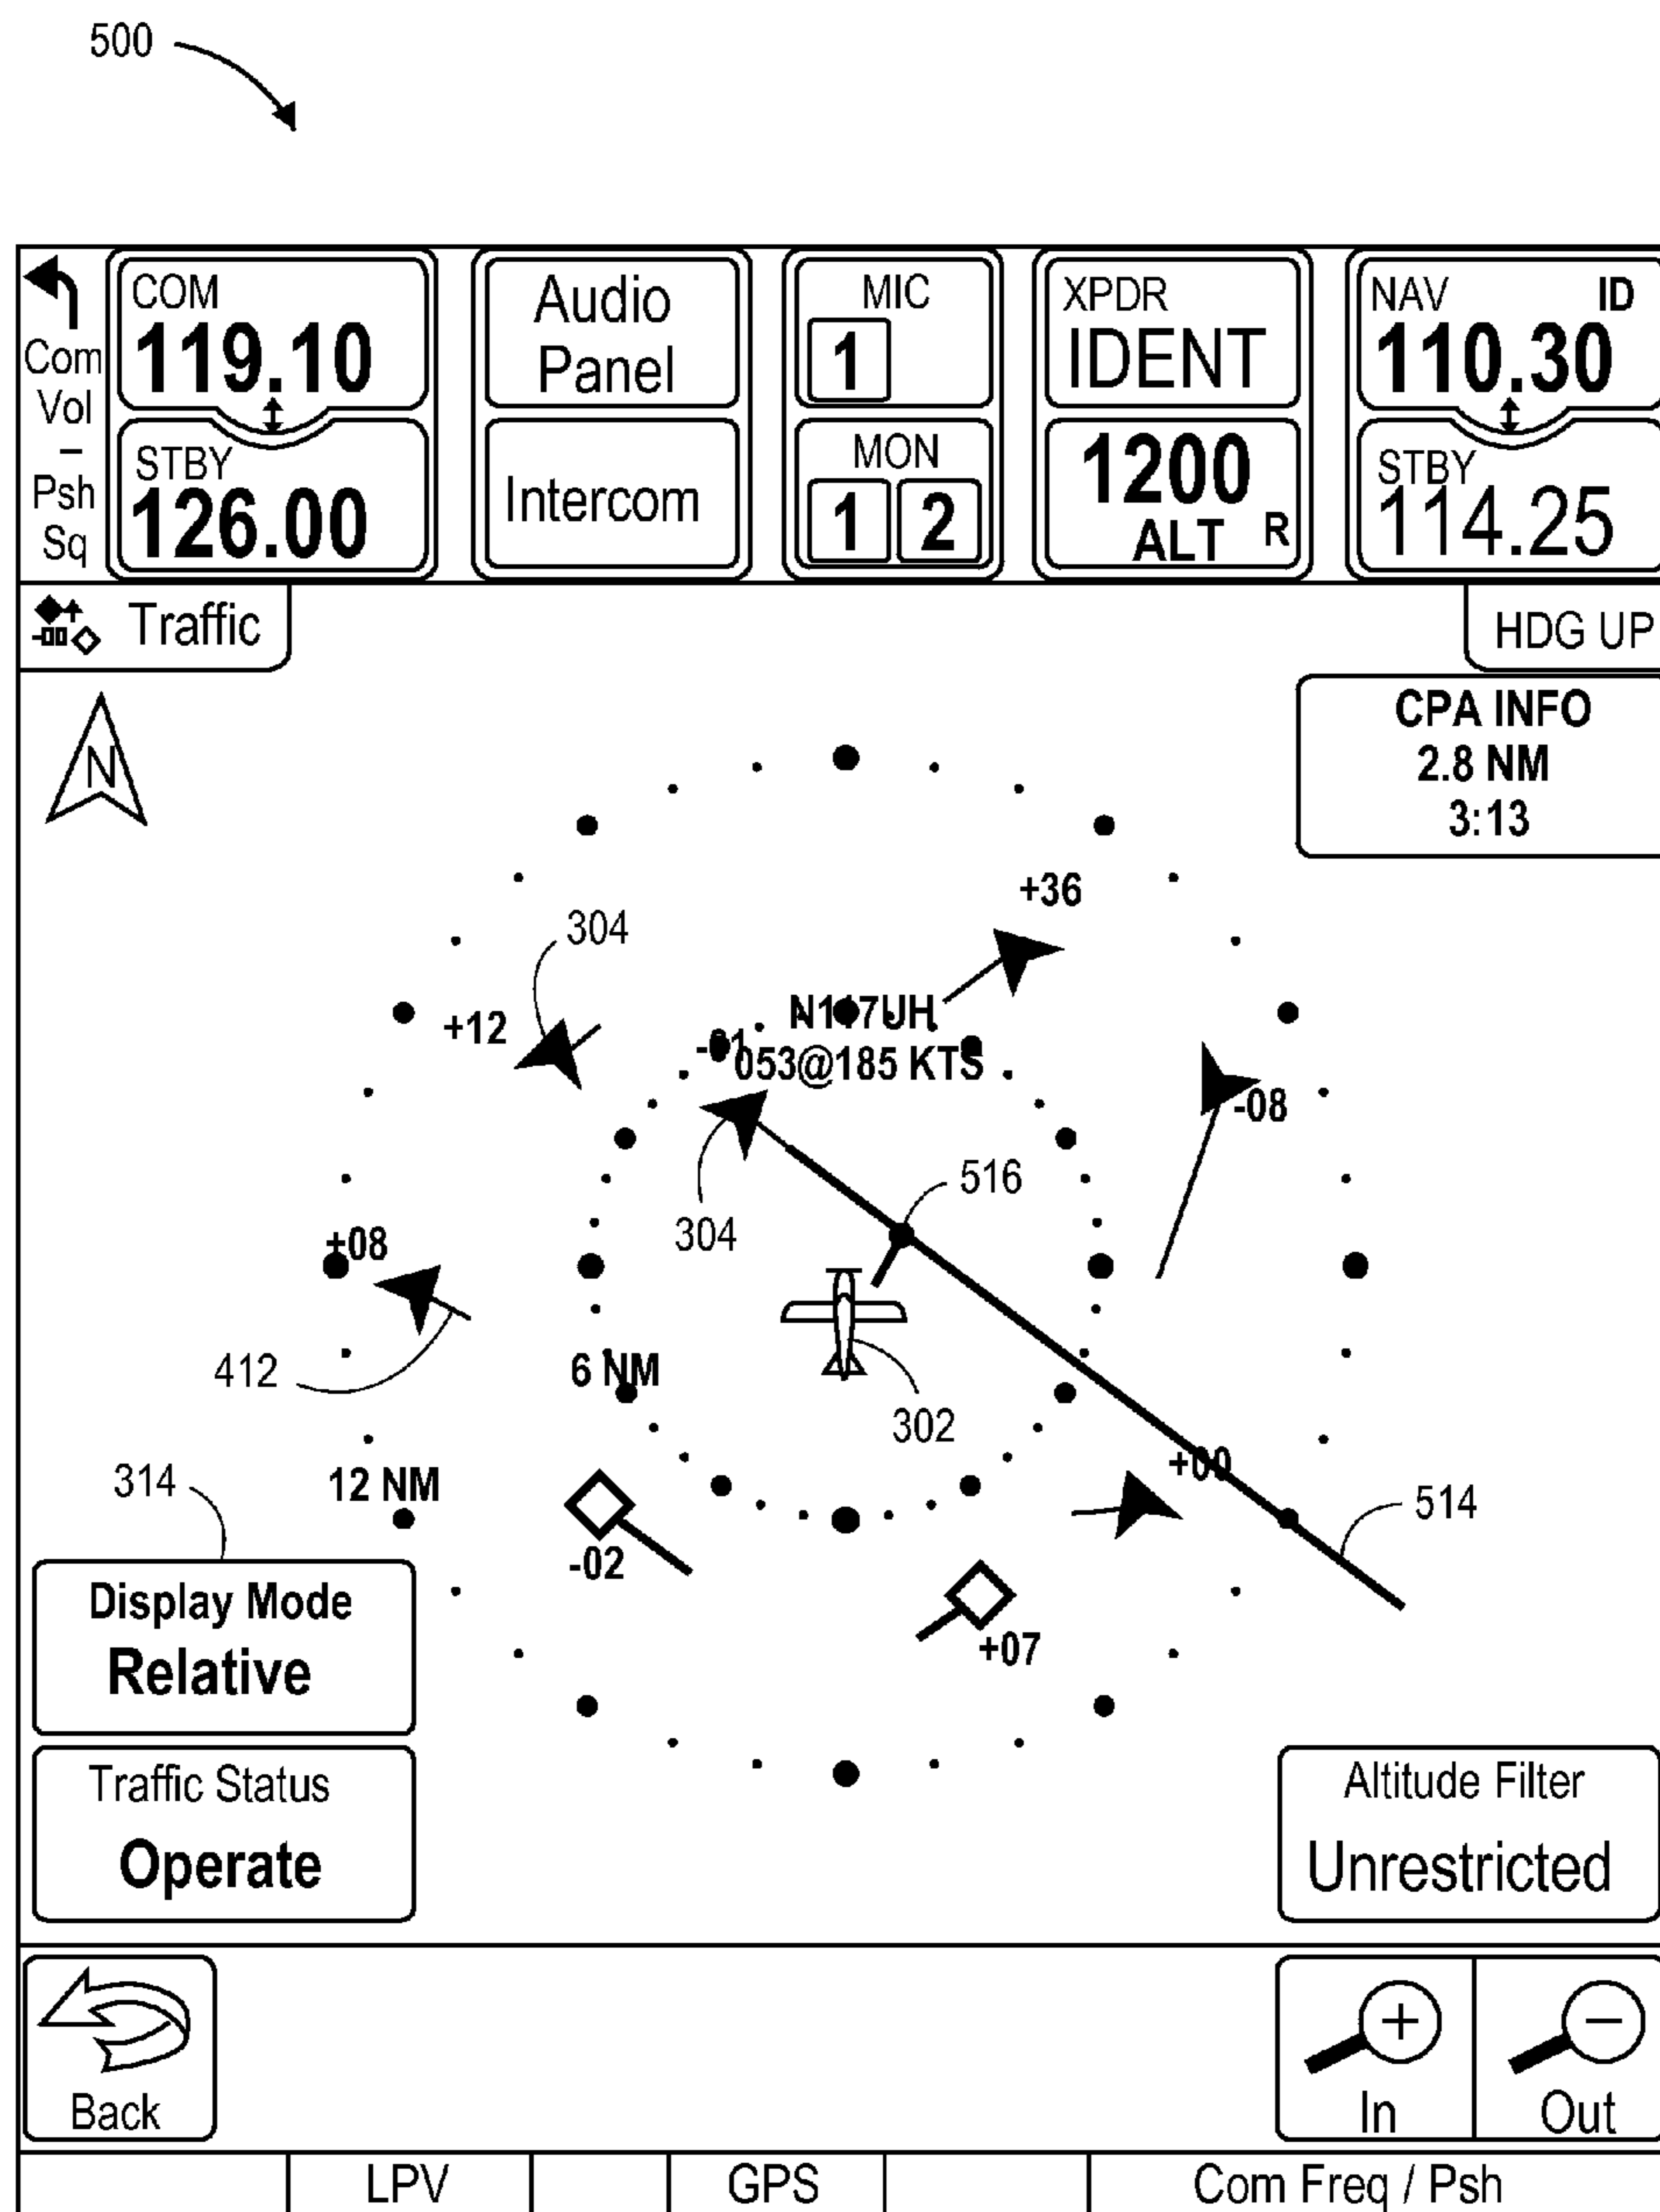 500
COM
119.10
STBY
126.00
Com
Vol
–
Psh
Sq
Audio
Panel
Intercom
MIC
1
MON
1 2
XPDR
IDENT
1200
ALT R
NAV ID
110.30
STBY
114.25
Traffic
HDG UP
N
CPA INFO
2.8 NM
3:13
+36
304
+12
N117UH
053@185 KTS
-08
516
304
+08
412
6 NM
302
12 NM
+00
314
514
-02
+07
Display Mode
Relative
Traffic Status
Operate
Altitude Filter
Unrestricted
Back
In
Out
LPV
GPS
Com Freq / Psh